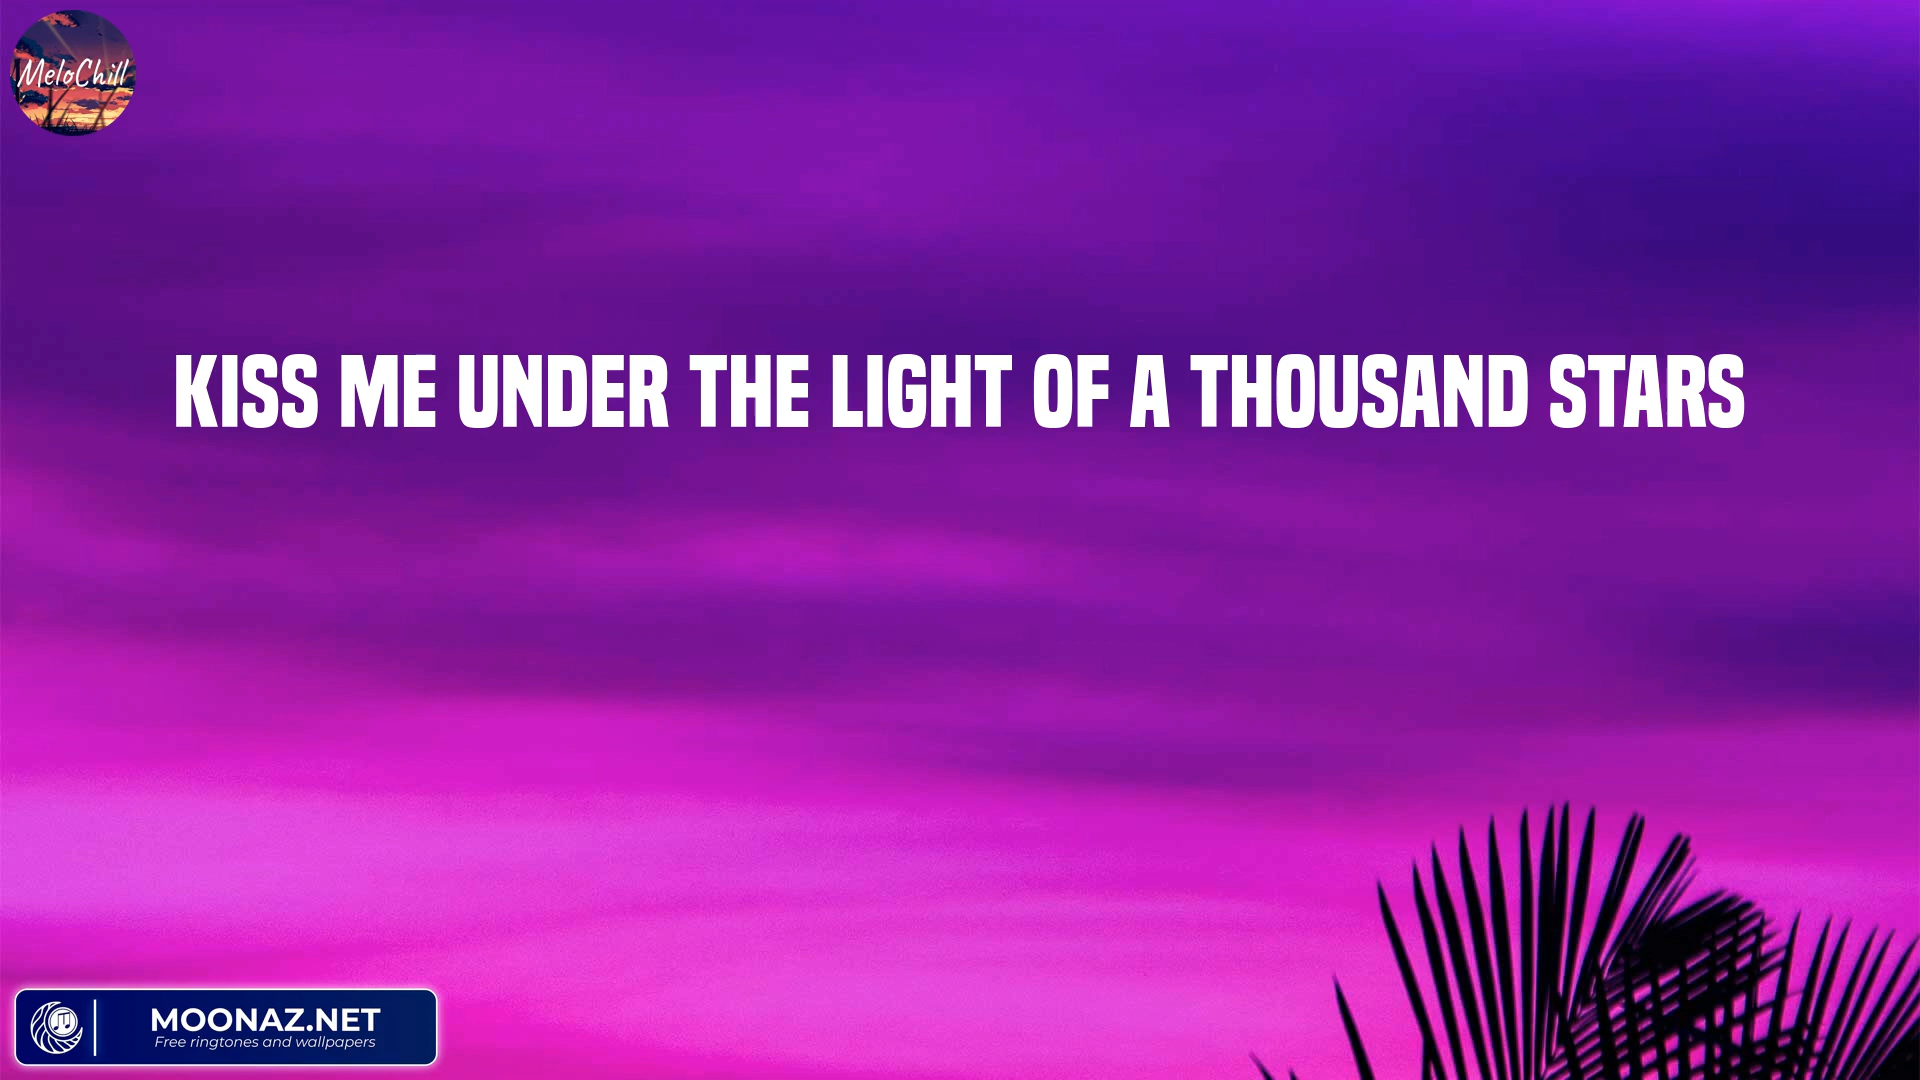 MeloChill
KISS ME UNDER THE LIGHT OF A THOUSAND STARS
MOONAZ.NET
Free ringtones and wallpapers